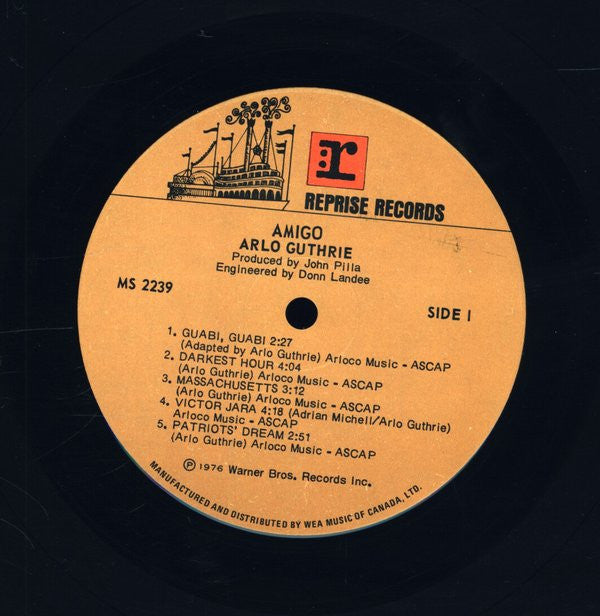 r
REPRISE RECORDS
AMIGO
ARLO GUTHRIE
Produced by John Pilla
Engineered by Donn Landee
MS 2239
SIDE I
1. GUABI, GUABI 2:27
(Adapted by Arlo Guthrie) Arloco Music - ASCAP
2. DARKEST HOUR 4:04
(Arlo Guthrie) Arloco Music - ASCAP
3. MASSACHUSETTS 3:12
(Arlo Guthrie) Arloco Music - ASCAP
4. VICTOR JARA 4:18 (Adrian Michell/Arlo Guthrie)
Arloco Music - ASCAP
5. PATRIOTS' DREAM 2:51
(Arlo Guthrie) Arloco Music - ASCAP
℗ 1976 Warner Bros. Records Inc.
MANUFACTURED AND DISTRIBUTED BY WEA MUSIC OF CANADA, LTD.